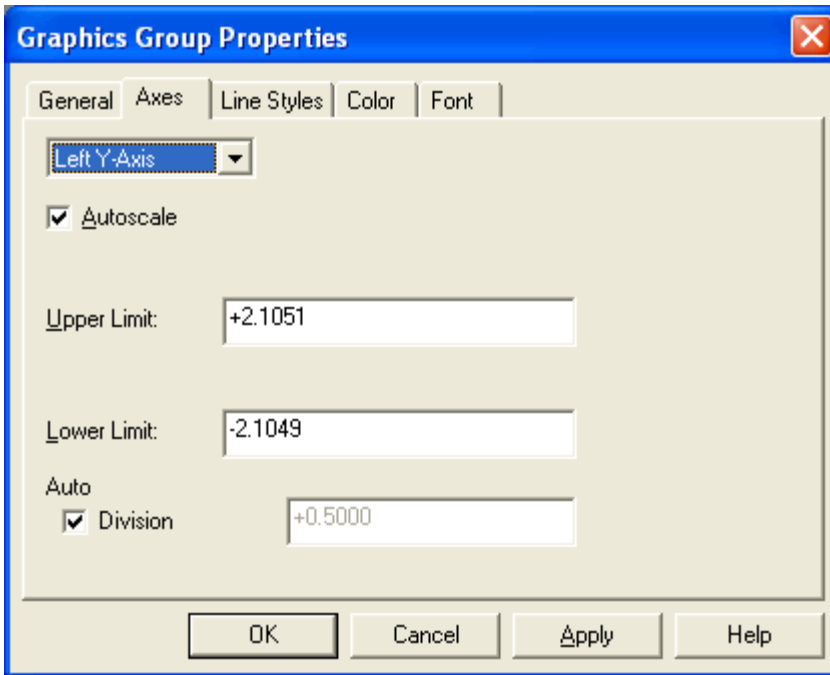 Graphics Group Properties
General Axes Line Styles Color Font
Left Y-Axis
Autoscale
Upper Limit: +2.1051
Lower Limit: -2.1049
Auto
Division +0.5000
OK Cancel Apply Help